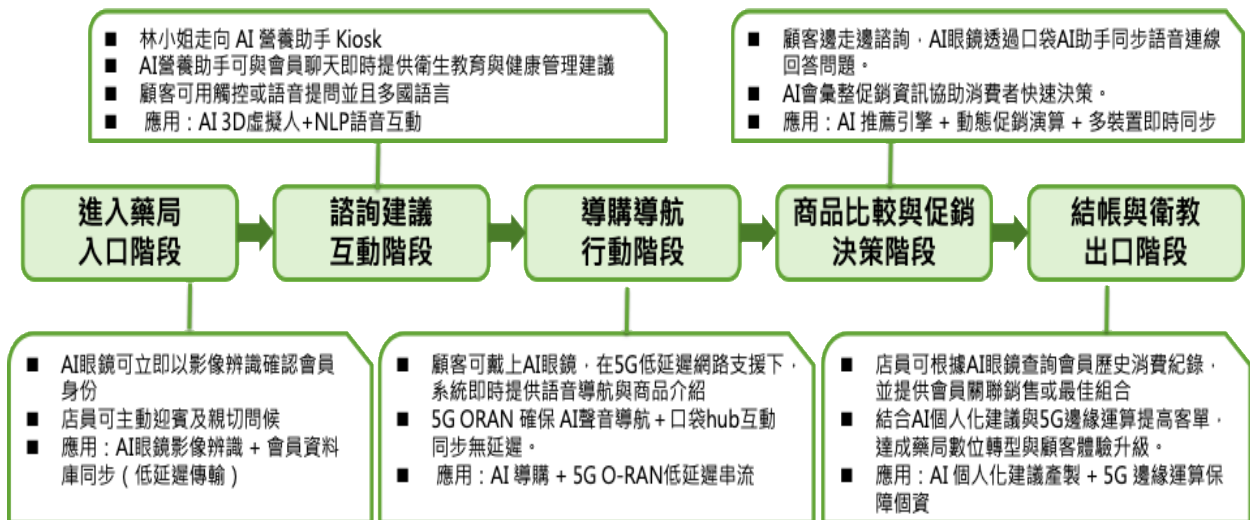 ■ 林小姐走向 AI 營養助手 Kiosk
■ AI營養助手可與會員聊天即時提供衛生教育與健康管理建議
■ 顧客可用觸控或語音提問並且多國語言
■ 應用：AI 3D虛擬人+NLP語音互動
■ 顧客邊走邊諮詢，AI眼鏡透過口袋AI助手同步語音連線
回答問題。
■ AI會彙整促銷資訊協助消費者快速決策。
■ 應用：AI 推薦引擎 + 動態促銷演算 + 多裝置即時同步
進入藥局
入口階段
諮詢建議
互動階段
導購導航
行動階段
商品比較與促銷
決策階段
結帳與衛教
出口階段
■ AI眼鏡可立即以影像辨識確認會員
身份
■ 店員可主動迎賓及親切問候
■ 應用：AI眼鏡影像辨識 + 會員資料
庫同步（低延遲傳輸）
■ 顧客可戴上AI眼鏡，在5G低延遲網路支援下，
系統即時提供語音導航與商品介紹
■ 5G ORAN 確保 AI聲音導航 + 口袋hub互動
同步無延遲。
■ 應用：AI 導購 + 5G O-RAN低延遲串流
■ 店員可根據AI眼鏡查詢會員歷史消費紀錄，
並提供會員關聯銷售或最佳組合
■ 結合AI個人化建議與5G邊緣運算提高客單，
達成藥局數位轉型與顧客體驗升級。
■ 應用：AI 個人化建議產製 + 5G 邊緣運算保
障個資